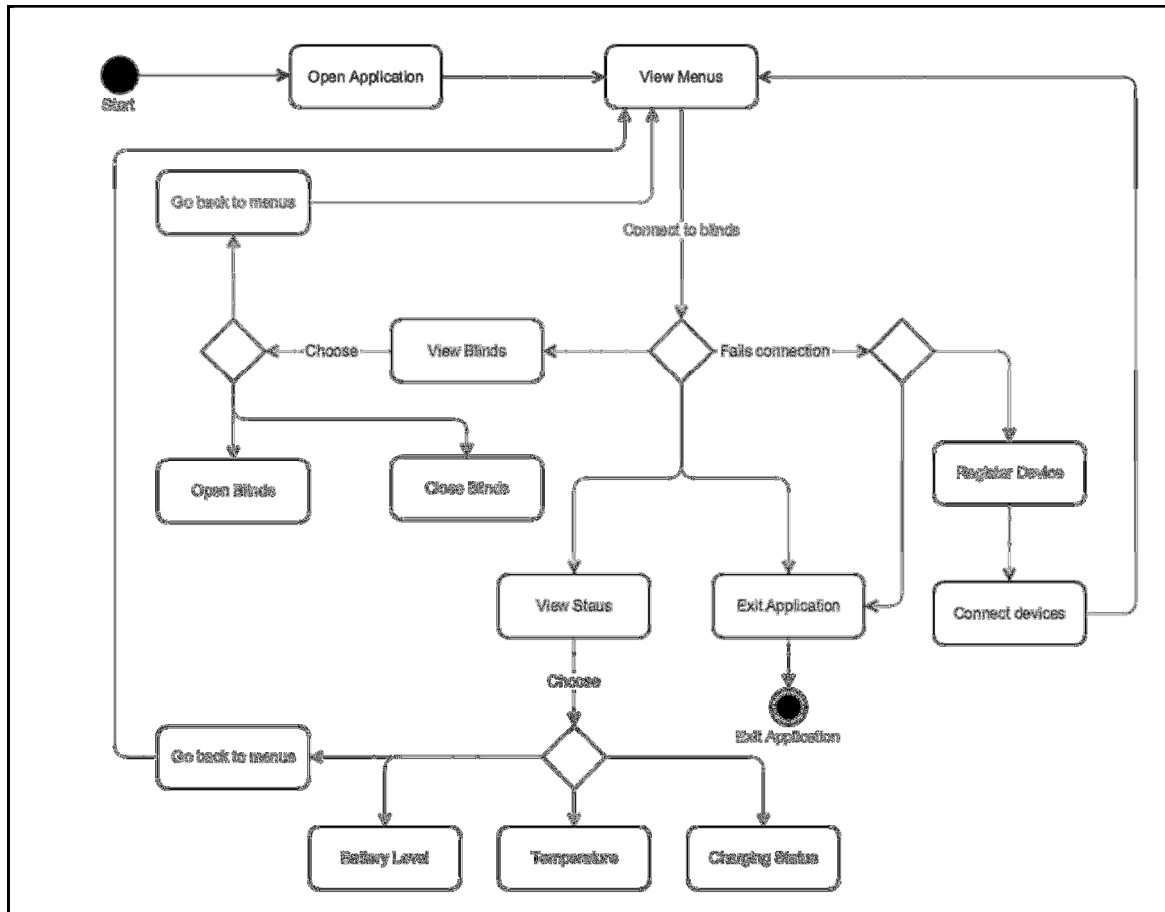 Start
Open Application
View Menus
Go back to menus
Connect to blinds
Choose
View Blinds
Fails connection
Open Blinds
Close Blinds
Register Device
View Staus
Exit Application
Connect devices
Choose
Exit Application
Go back to menus
Battery Level
Temperature
Charging Status